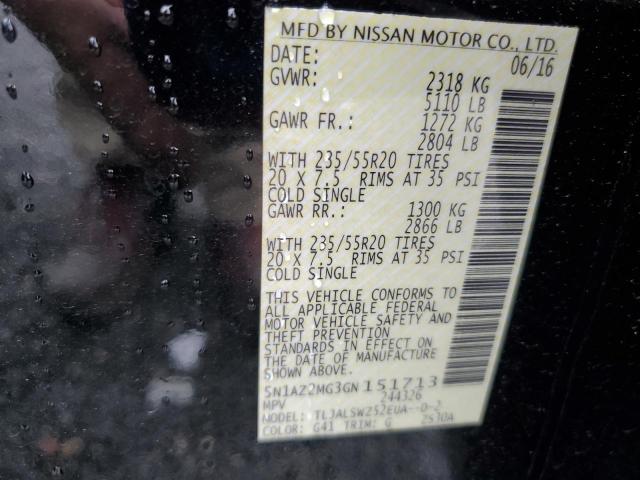 MFD BY NISSAN MOTOR CO., LTD.
DATE: 06/16
GVWR: 2318 KG
5110 LB
GAWR FR.: 1272 KG
2804 LB
WITH 235/55R20 TIRES
20 X 7.5 RIMS AT 35 PSI
COLD SINGLE
GAWR RR.: 1300 KG
2866 LB
WITH 235/55R20 TIRES
20 X 7.5 RIMS AT 35 PSI
COLD SINGLE
THIS VEHICLE CONFORMS TO
ALL APPLICABLE FEDERAL
MOTOR VEHICLE SAFETY AND
THEFT PREVENTION
STANDARDS IN EFFECT ON
THE DATE OF MANUFACTURE
SHOWN ABOVE.
5N1AZ2MG3GN151713
MPV 244326
MODEL: TLJALSWZ52EUA--D-2
COLOR: G41 TRIM: G 2S30A